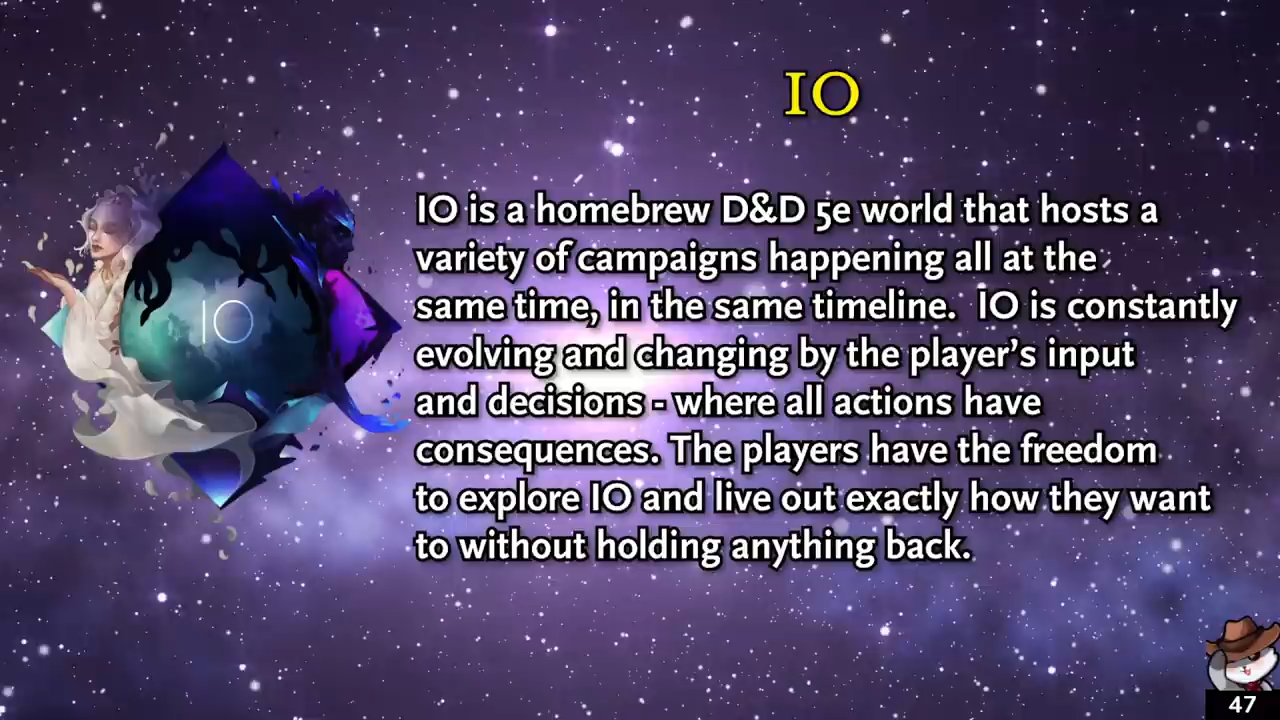 IO
IO
IO is a homebrew D&D 5e world that hosts a
variety of campaigns happening all at the
same time, in the same timeline.  IO is constantly
evolving and changing by the player’s input
and decisions - where all actions have
consequences. The players have the freedom
to explore IO and live out exactly how they want
to without holding anything back.
47